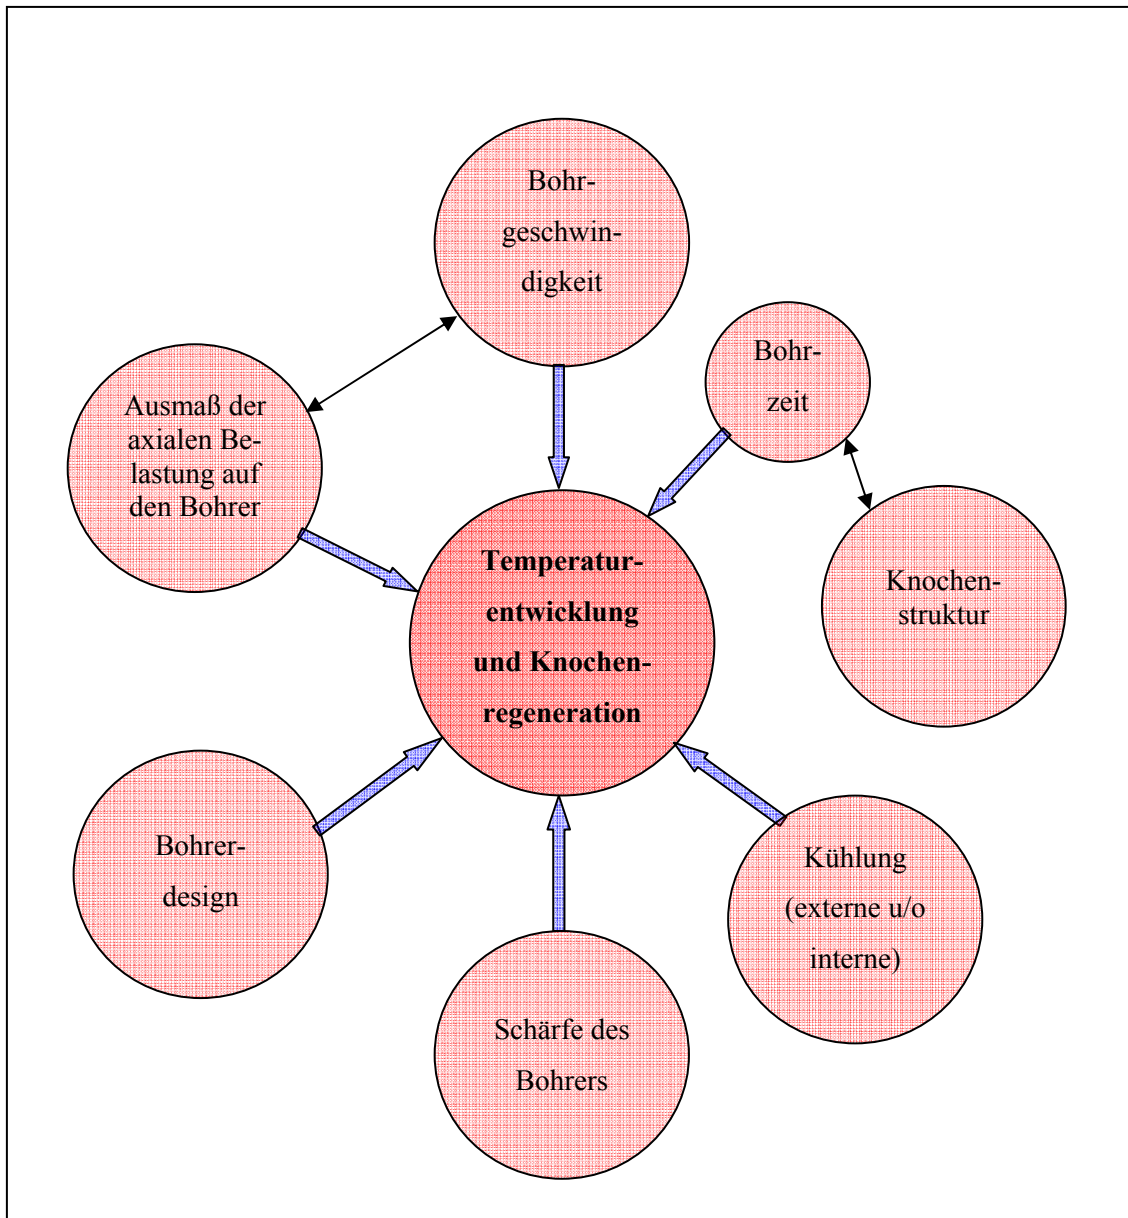 Bohr-
geschwin-
digkeit
Bohr-
zeit
Ausmaß der
axialen Be-
lastung auf
den Bohrer
Knochen-
struktur
Temperatur-
entwicklung
und Knochen-
regeneration
Bohrer-
design
Kühlung
(externe u/o
interne)
Schärfe des
Bohrers